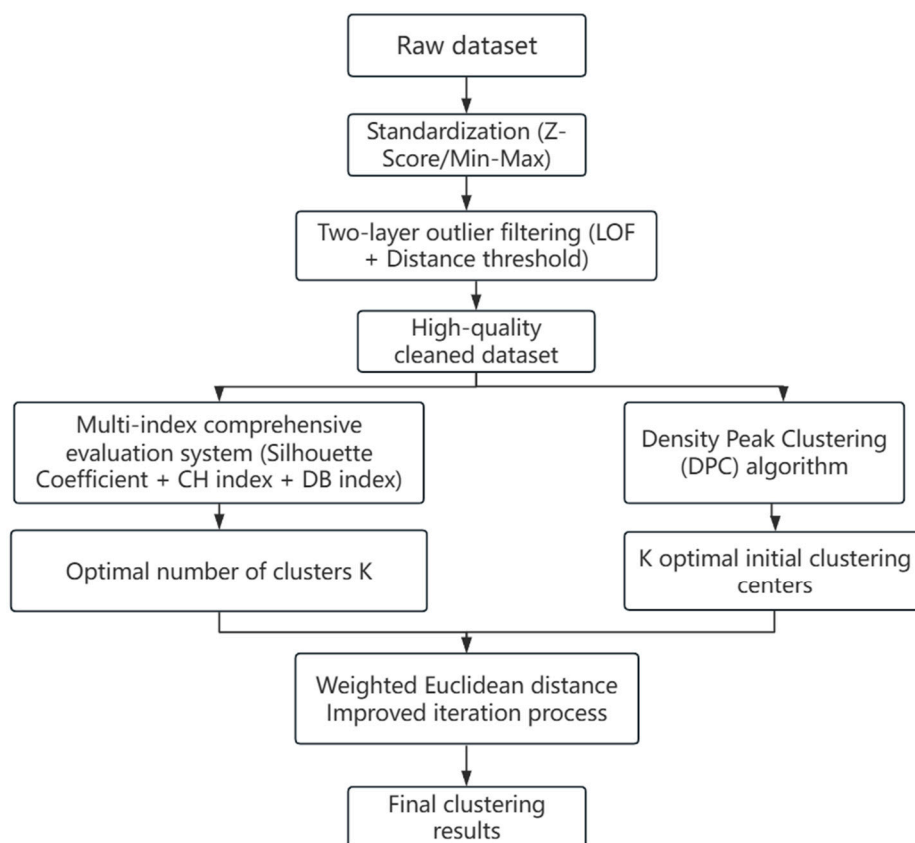 Raw dataset
Standardization (Z-
Score/Min-Max)
Two-layer outlier filtering (LOF
+ Distance threshold)
High-quality
cleaned dataset
Multi-index comprehensive
evaluation system (Silhouette
Coefficient + CH index + DB index)
Density Peak Clustering
(DPC) algorithm
Optimal number of clusters K
K optimal initial clustering
centers
Weighted Euclidean distance
Improved iteration process
Final clustering
results